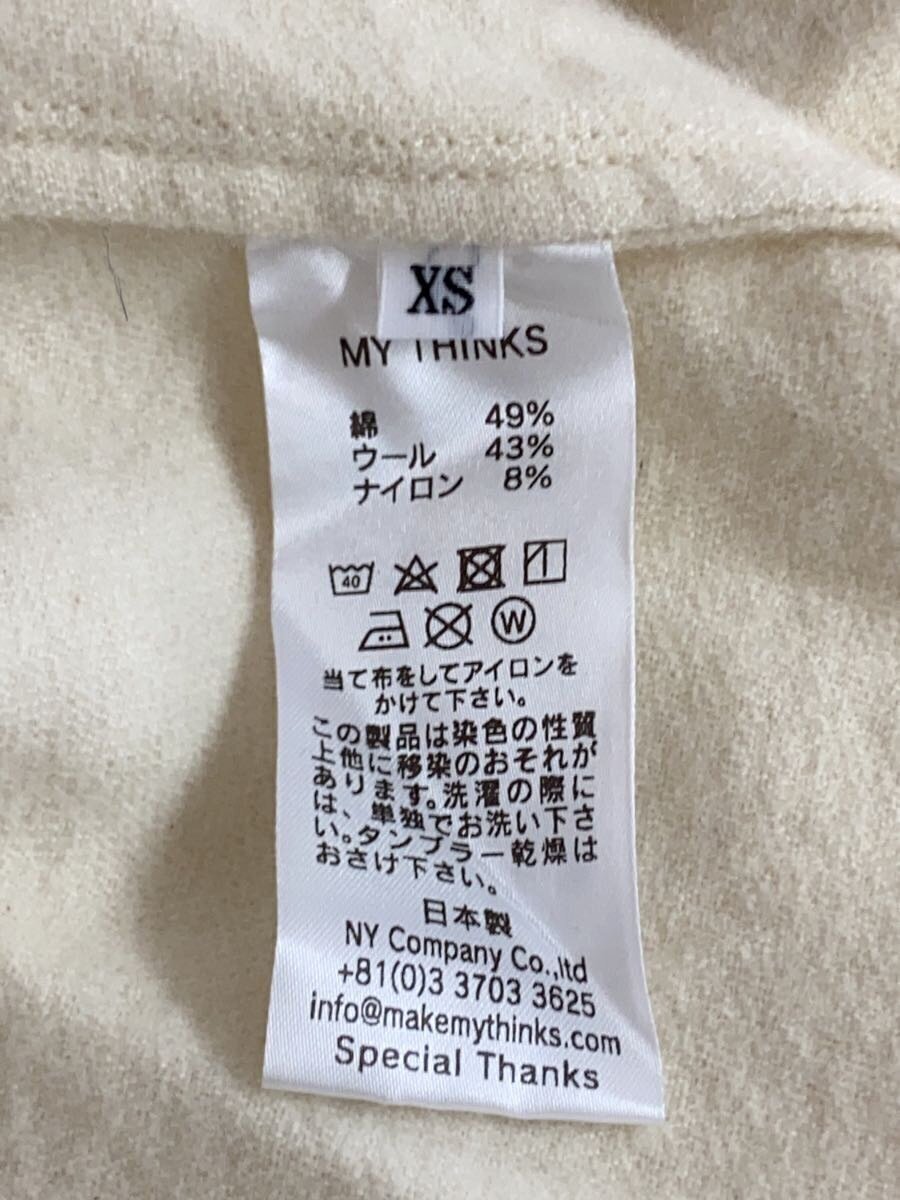 XS
MY THINKS
綿 49%
ウール 43%
ナイロン 8%
40
W
当て布をしてアイロンを
かけて下さい。
この製品は染色の性質
上他に移染のおそれが
あります。洗濯の際に
は、単独でお洗い下さ
い。タンブラー乾燥は
おさけ下さい。
日本製
NY Company Co.,ltd
+81(0)3 3703 3625
info@makemythinks.com
Special Thanks